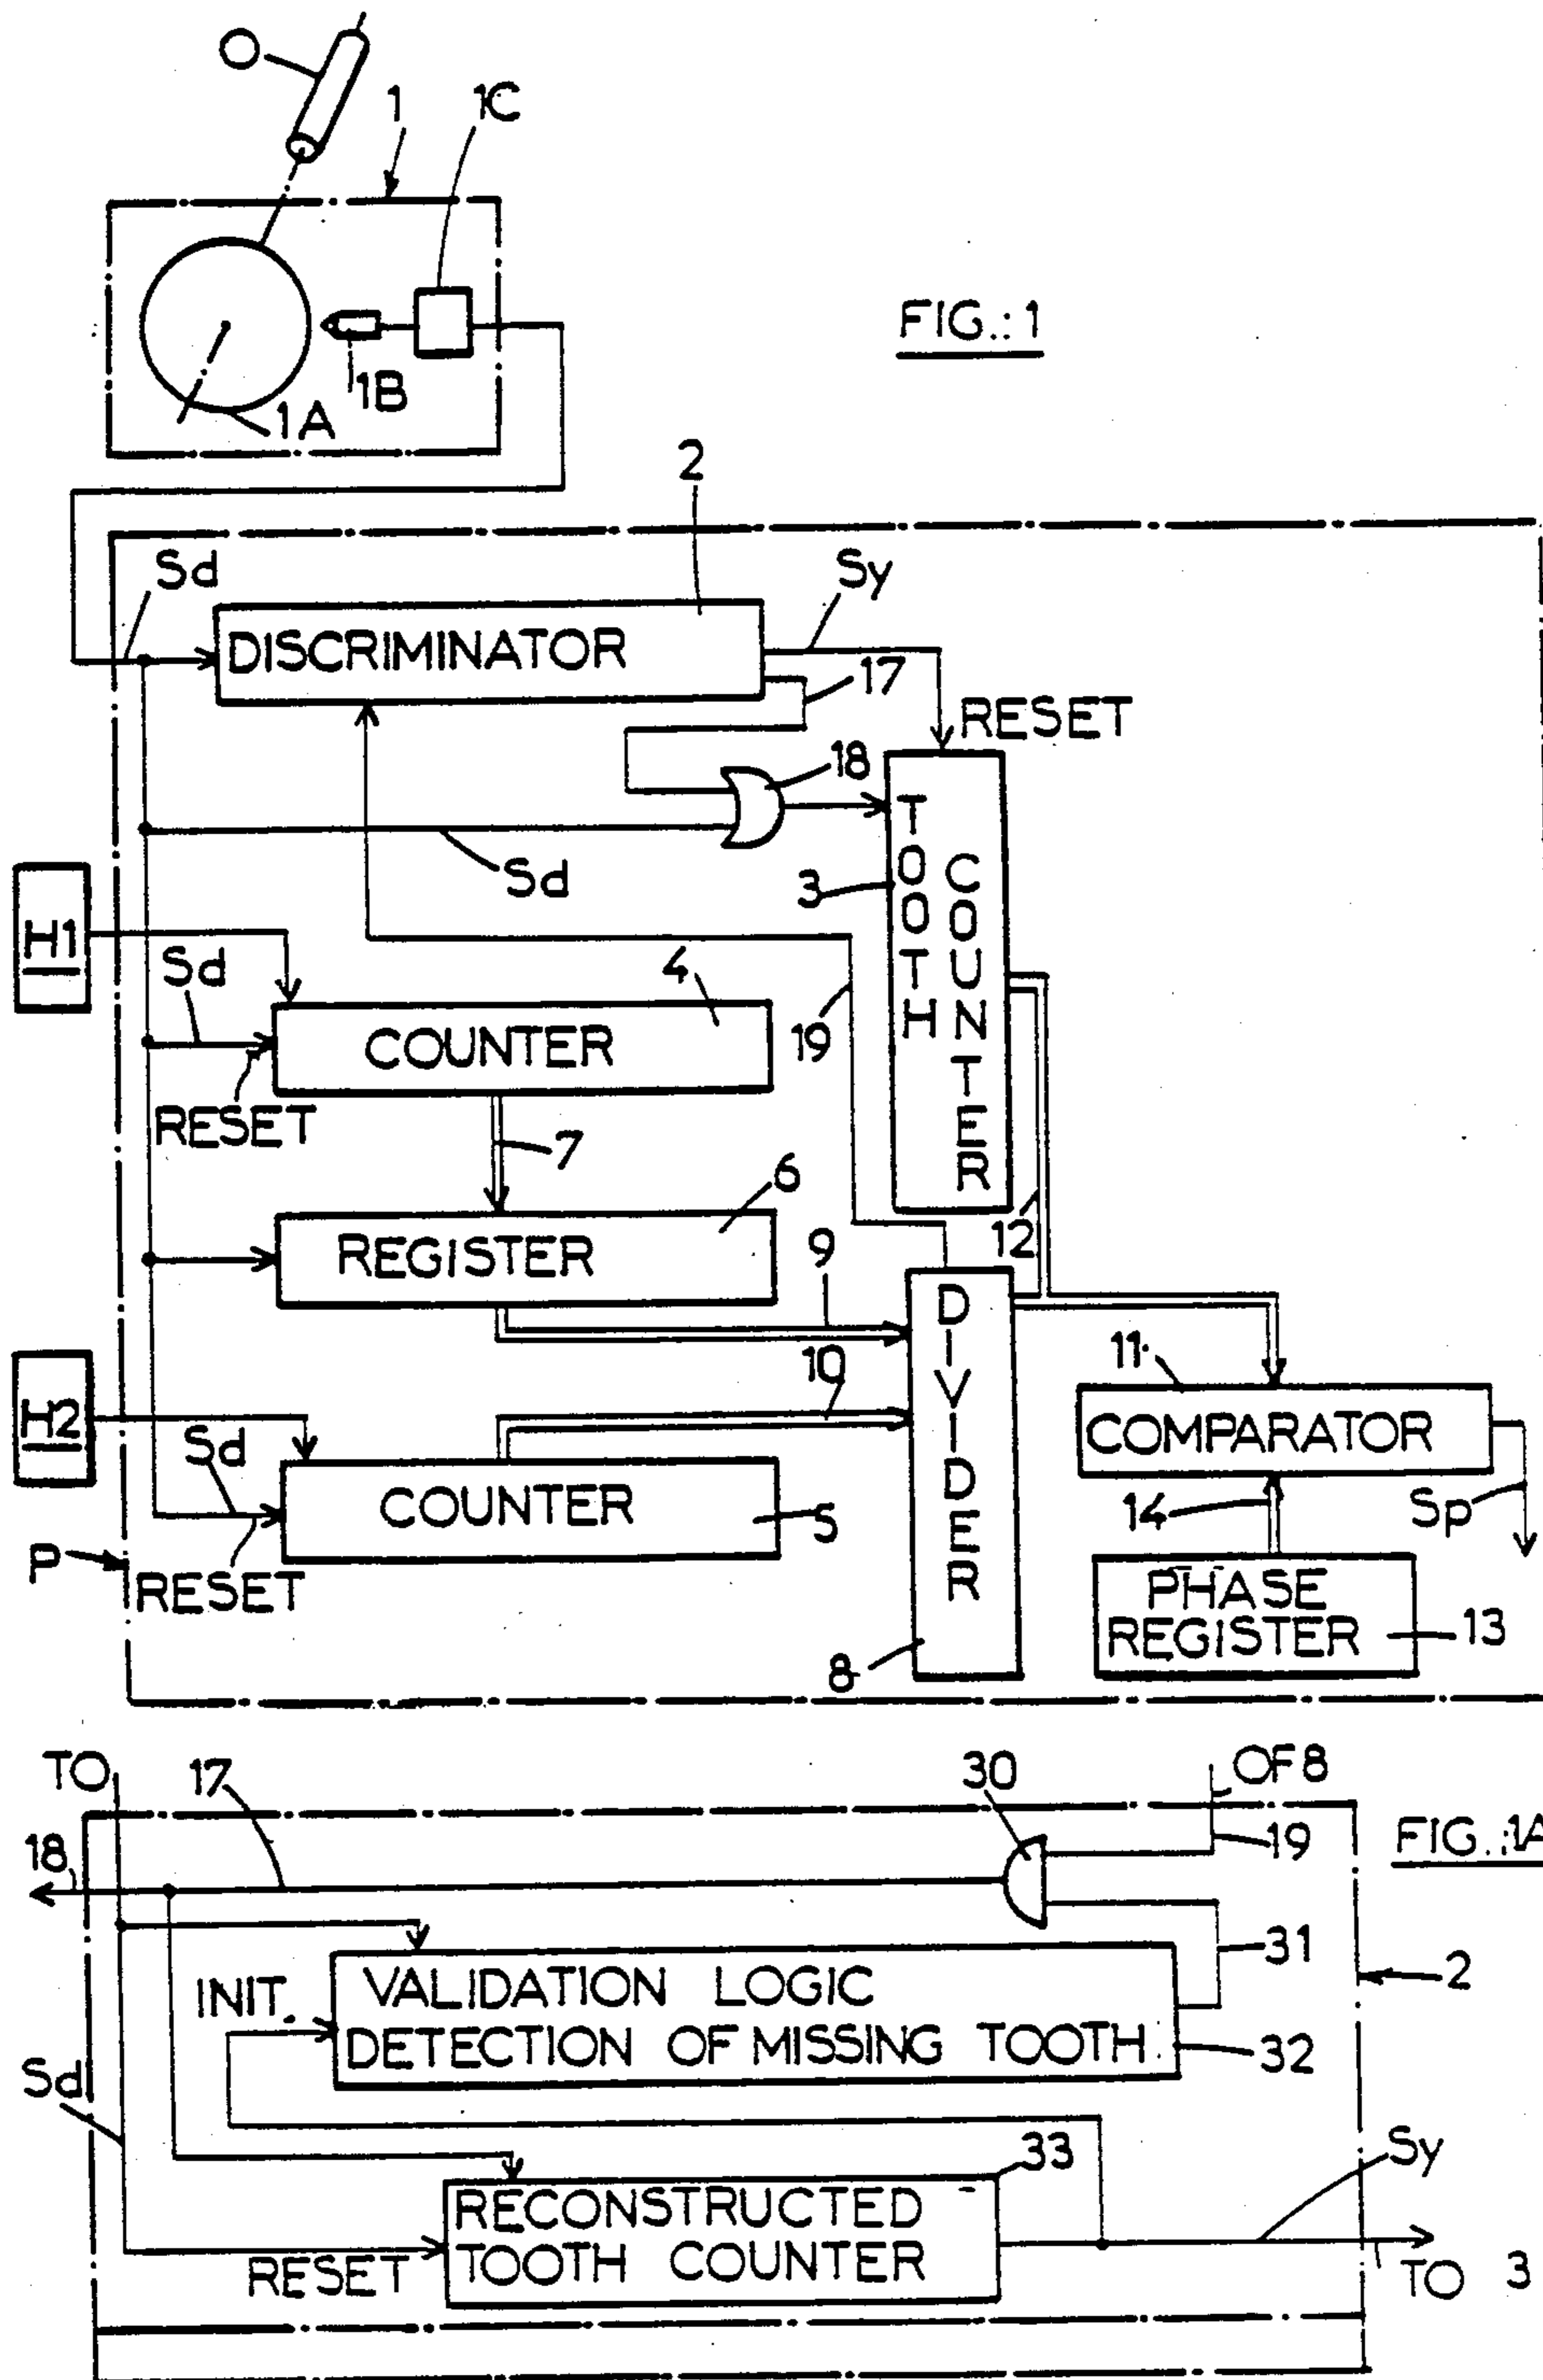 O
1
1C
FIG.: 1
1B
1A
2
Sd
Sy
DISCRIMINATOR
17
RESET
18
Sd
TOOTH COUNTER
3
H1
Sd
4
COUNTER
19
RESET
7
6
REGISTER
9
12
DIVIDER
10
11
H2
COMPARATOR
Sd
COUNTER
5
14
Sp
P
RESET
PHASE
REGISTER
13
8
TO
17
30
OF 8
18
19
FIG.:1A
31
INIT.
VALIDATION LOGIC
DETECTION OF MISSING TOOTH
2
32
Sd
33
Sy
RECONSTRUCTED
TOOTH COUNTER
RESET
TO 3